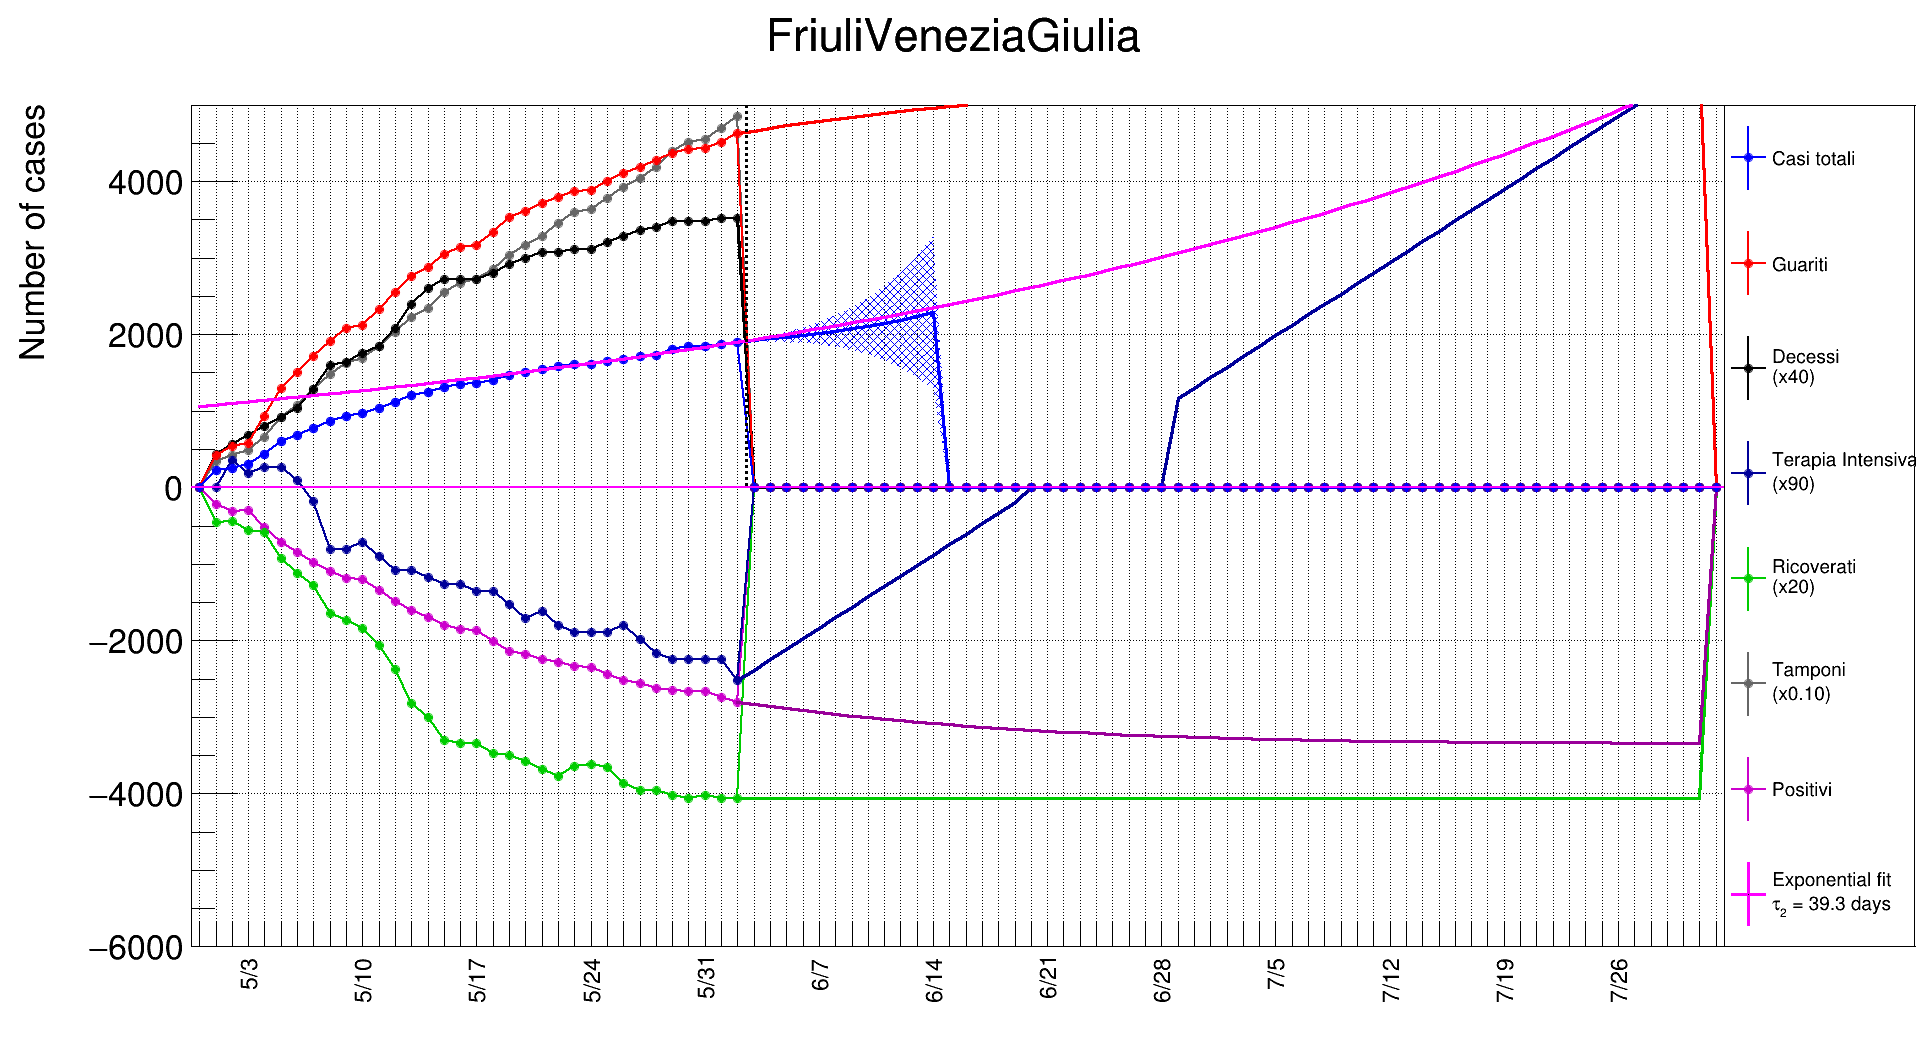 FriuliVeneziaGiulia
Number of cases
4000
2000
0
−2000
−4000
−6000
5/3
5/10
5/17
5/24
5/31
6/7
6/14
6/21
6/28
7/5
7/12
7/19
7/26
Casi totali
Guariti
Decessi
(x40)
Terapia Intensiva
(x90)
Ricoverati
(x20)
Tamponi
(x0.10)
Positivi
Exponential fit
τ₂ = 39.3 days